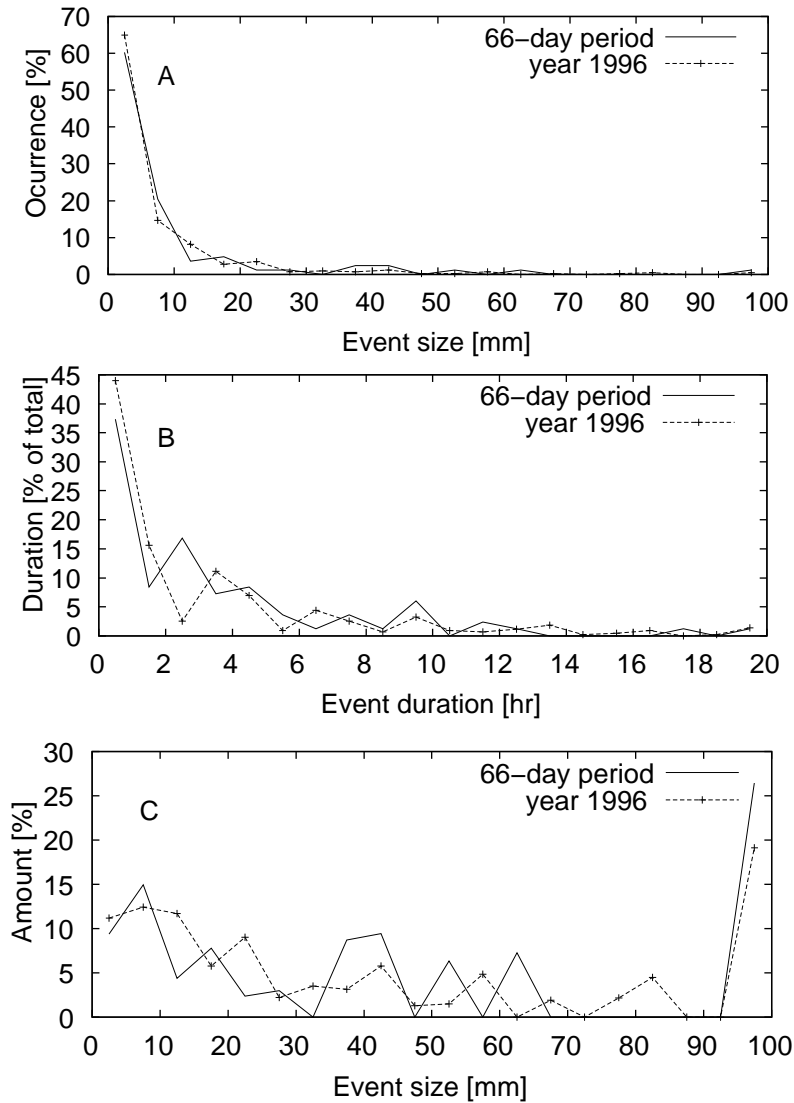 70
60
50
40
30
20
10
0
Ocurrence [%]
A
66−day period
year 1996
0 10 20 30 40 50 60 70 80 90 100
Event size [mm]
45
40
35
30
25
20
15
10
5
0
Duration [% of total]
B
66−day period
year 1996
0 2 4 6 8 10 12 14 16 18 20
Event duration [hr]
30
25
20
15
10
5
0
Amount [%]
C
66−day period
year 1996
0 10 20 30 40 50 60 70 80 90 100
Event size [mm]